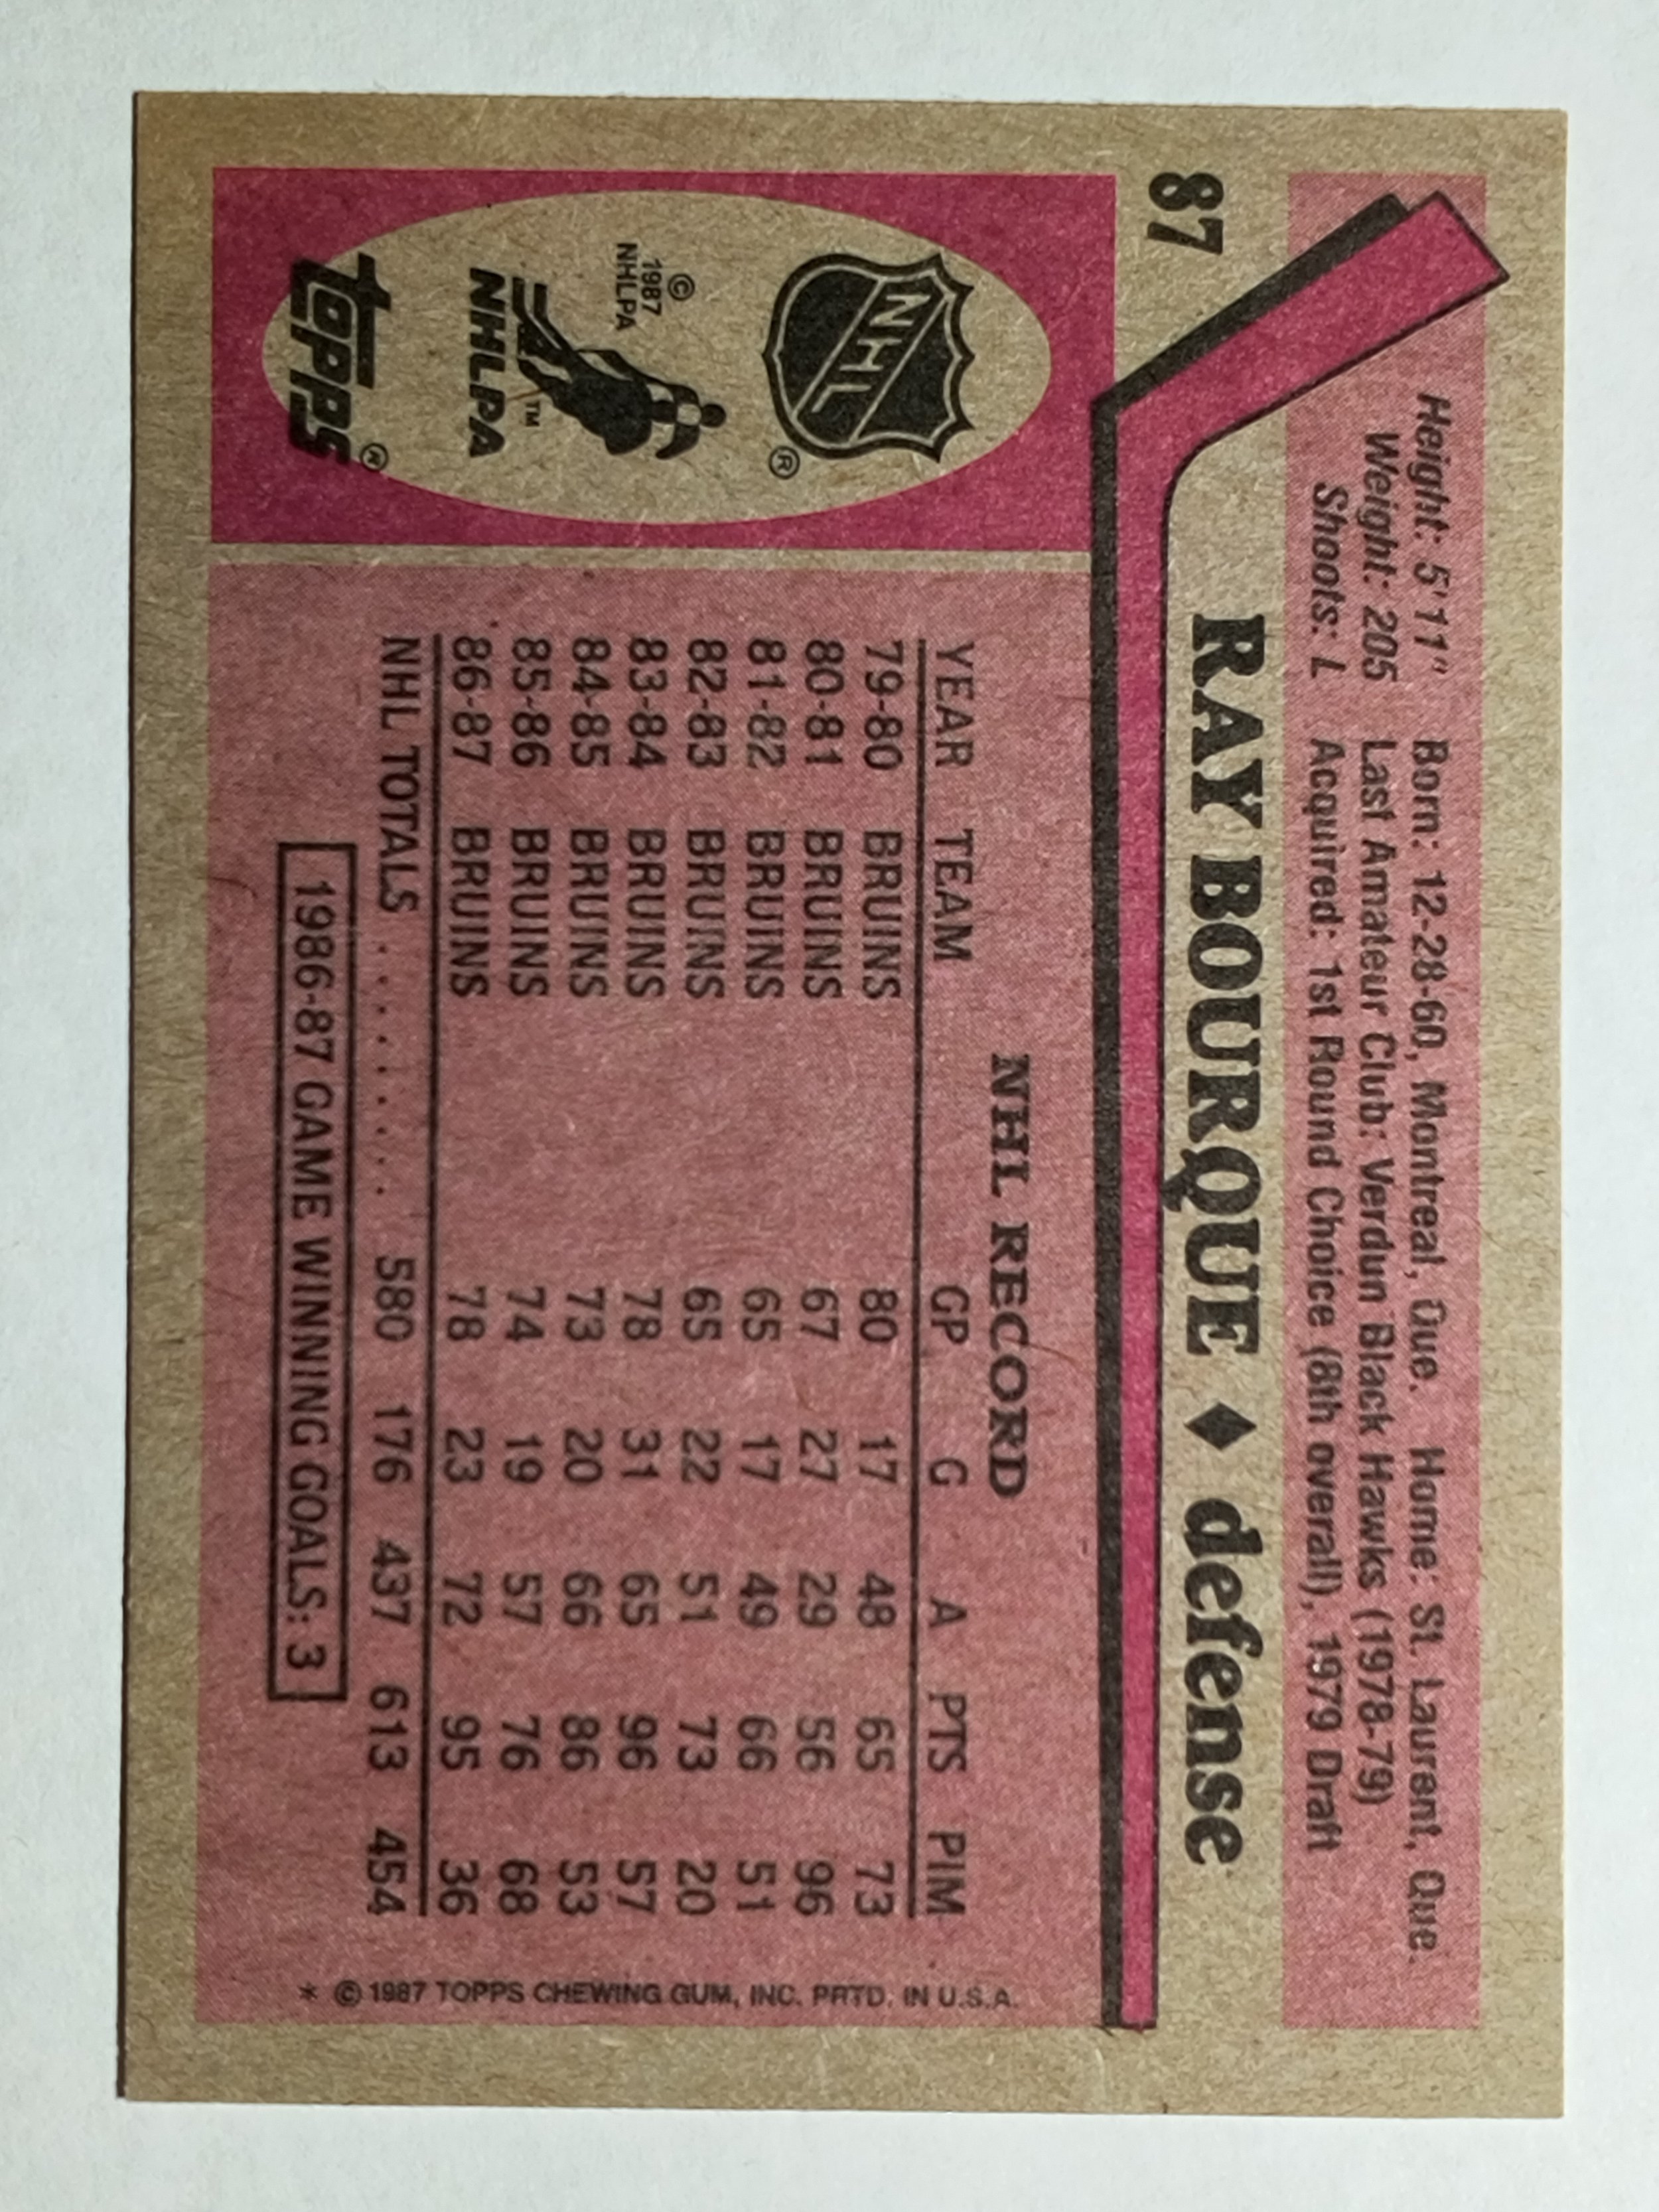 Height: 5'11" Born: 12-28-60, Montreal, Que. Home: St. Laurent, Que.
Weight: 205 Last Amateur Club: Verdun Black Hawks (1978-79)
Shoots: L Acquired: 1st Round Choice (8th overall), 1979 Draft
87 RAY BOURQUE ♦ defense
NHL
®
© 1987 NHLPA
NHLPA
™
TOPPS
®
NHL RECORD
YEAR TEAM GP G A PTS PIM
79-80 BRUINS 80 17 48 65 73
80-81 BRUINS 67 27 29 56 96
81-82 BRUINS 65 17 49 66 51
82-83 BRUINS 65 22 51 73 20
83-84 BRUINS 78 31 65 96 57
84-85 BRUINS 73 20 66 86 53
85-86 BRUINS 74 19 57 76 68
86-87 BRUINS 78 23 72 95 36
NHL TOTALS . . . . . . . . 580 176 437 613 454
1986-87 GAME WINNING GOALS: 3
* © 1987 TOPPS CHEWING GUM, INC. PRTD. IN U.S.A.